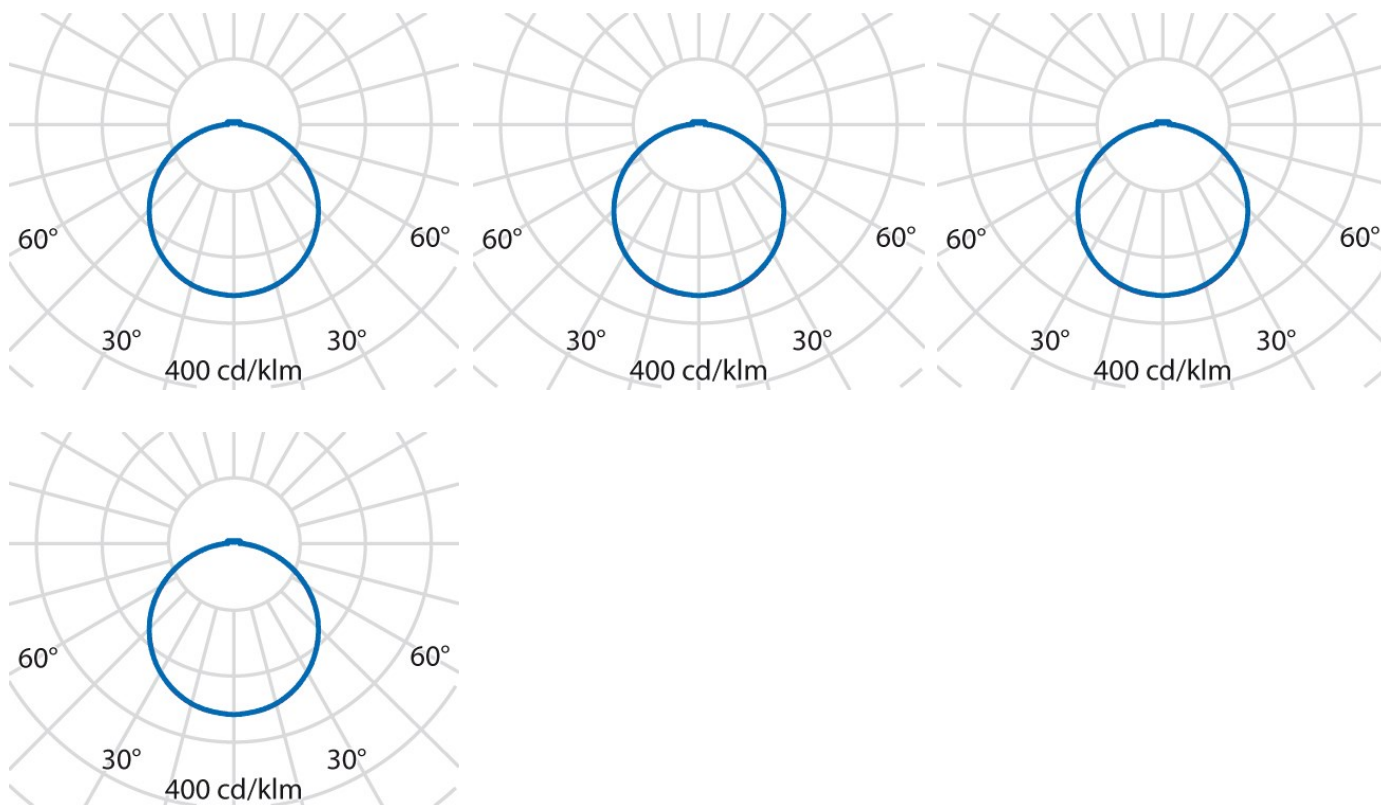 60° 60° 60° 60° 60° 60°
30° 30° 30° 30° 30° 30°
400 cd/klm 400 cd/klm 400 cd/klm
60° 60°
30° 30°
400 cd/klm